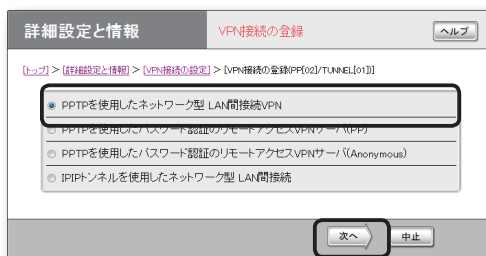 詳細設定と情報
VPN接続の登録
ヘルプ
[トップ] > [詳細設定と情報] > [VPN接続の設定] > [VPN接続の登録(PP[02]/TUNNEL[01])]
PPTPを使用したネットワーク型 LAN間接続VPN
PPTPを使用したパスワード認証のリモートアクセスVPNサーバ(PP)
PPTPを使用したパスワード認証のリモートアクセスVPNサーバ(Anonymous)
IPIPトンネルを使用したネットワーク型 LAN間接続
次へ
中止